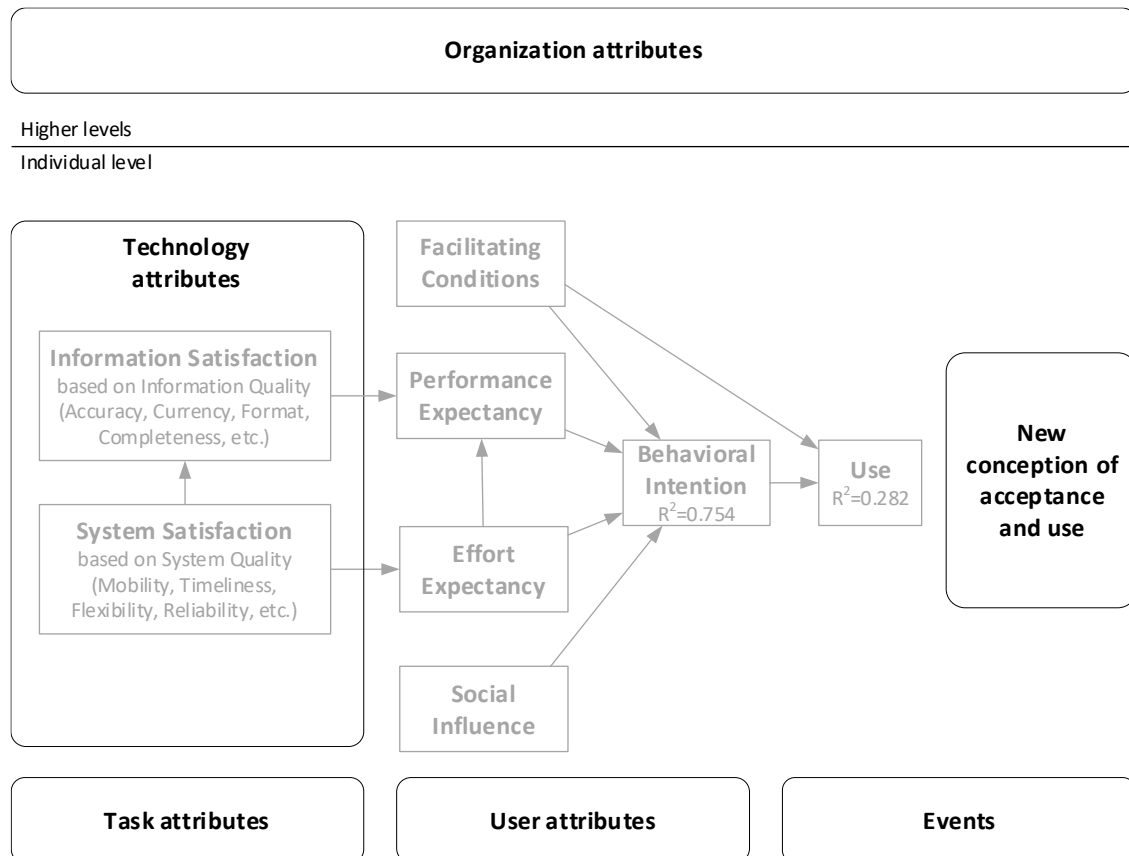 Organization attributes
Higher levels
Individual level
Technology
attributes
Information Satisfaction
based on Information Quality
(Accuracy, Currency, Format,
Completeness, etc.)
System Satisfaction
based on System Quality
(Mobility, Timeliness,
Flexibility, Reliability, etc.)
Facilitating
Conditions
Performance
Expectancy
Effort
Expectancy
Social
Influence
Behavioral
Intention
R²=0.754
Use
R²=0.282
New
conception of
acceptance
and use
Task attributes
User attributes
Events